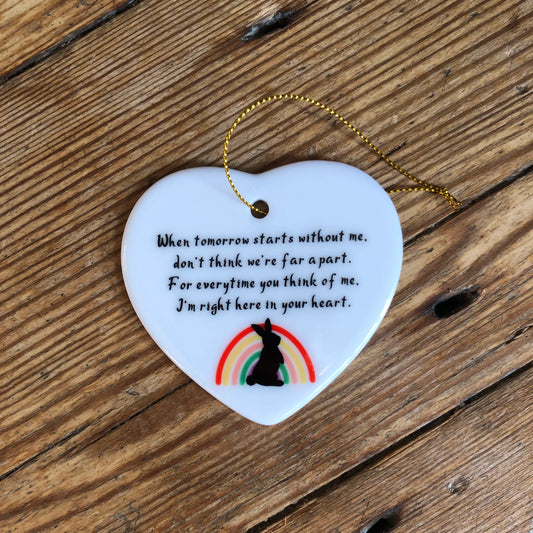 When tomorrow starts without me,
don't think we're far apart.
For everytime you think of me,
I'm right here in your heart.